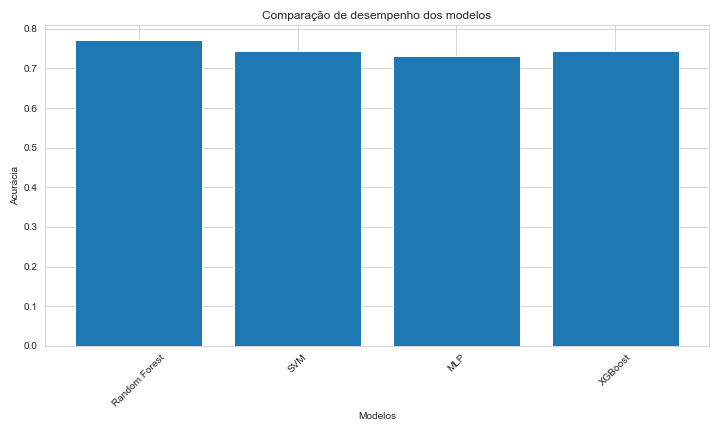 Comparação de desempenho dos modelos
Acurácia
0.8
0.7
0.6
0.5
0.4
0.3
0.2
0.1
0.0
Random Forest
SVM
MLP
XGBoost
Modelos